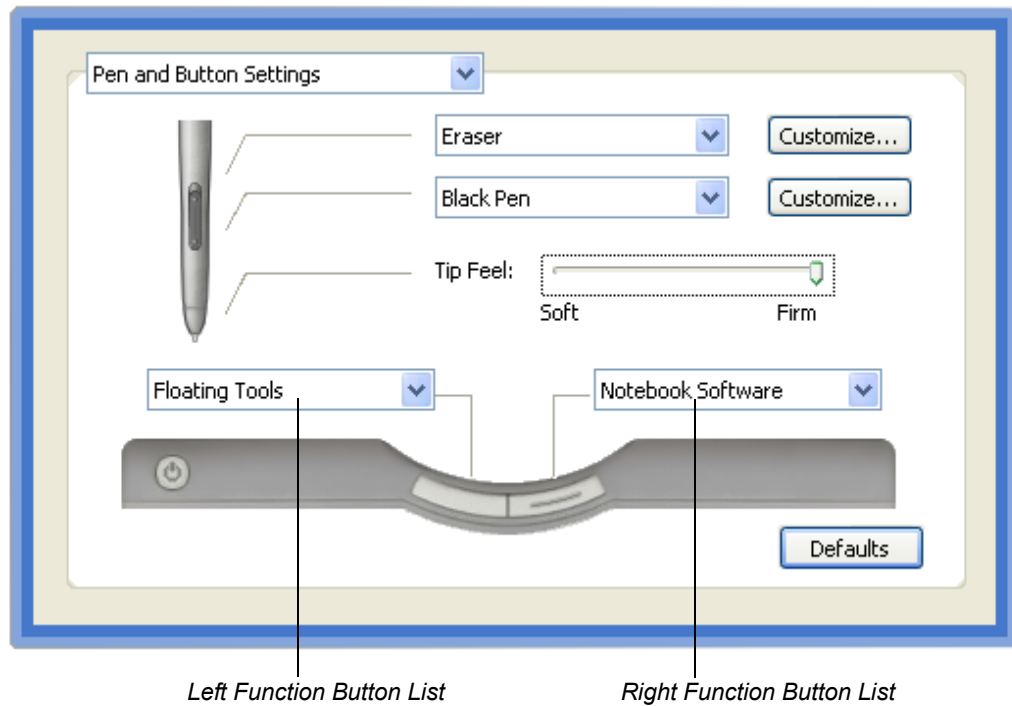 Pen and Button Settings
Eraser
Customize...
Black Pen
Customize...
Tip Feel:
Soft
Firm
Floating Tools
Notebook Software
Defaults
Left Function Button List
Right Function Button List